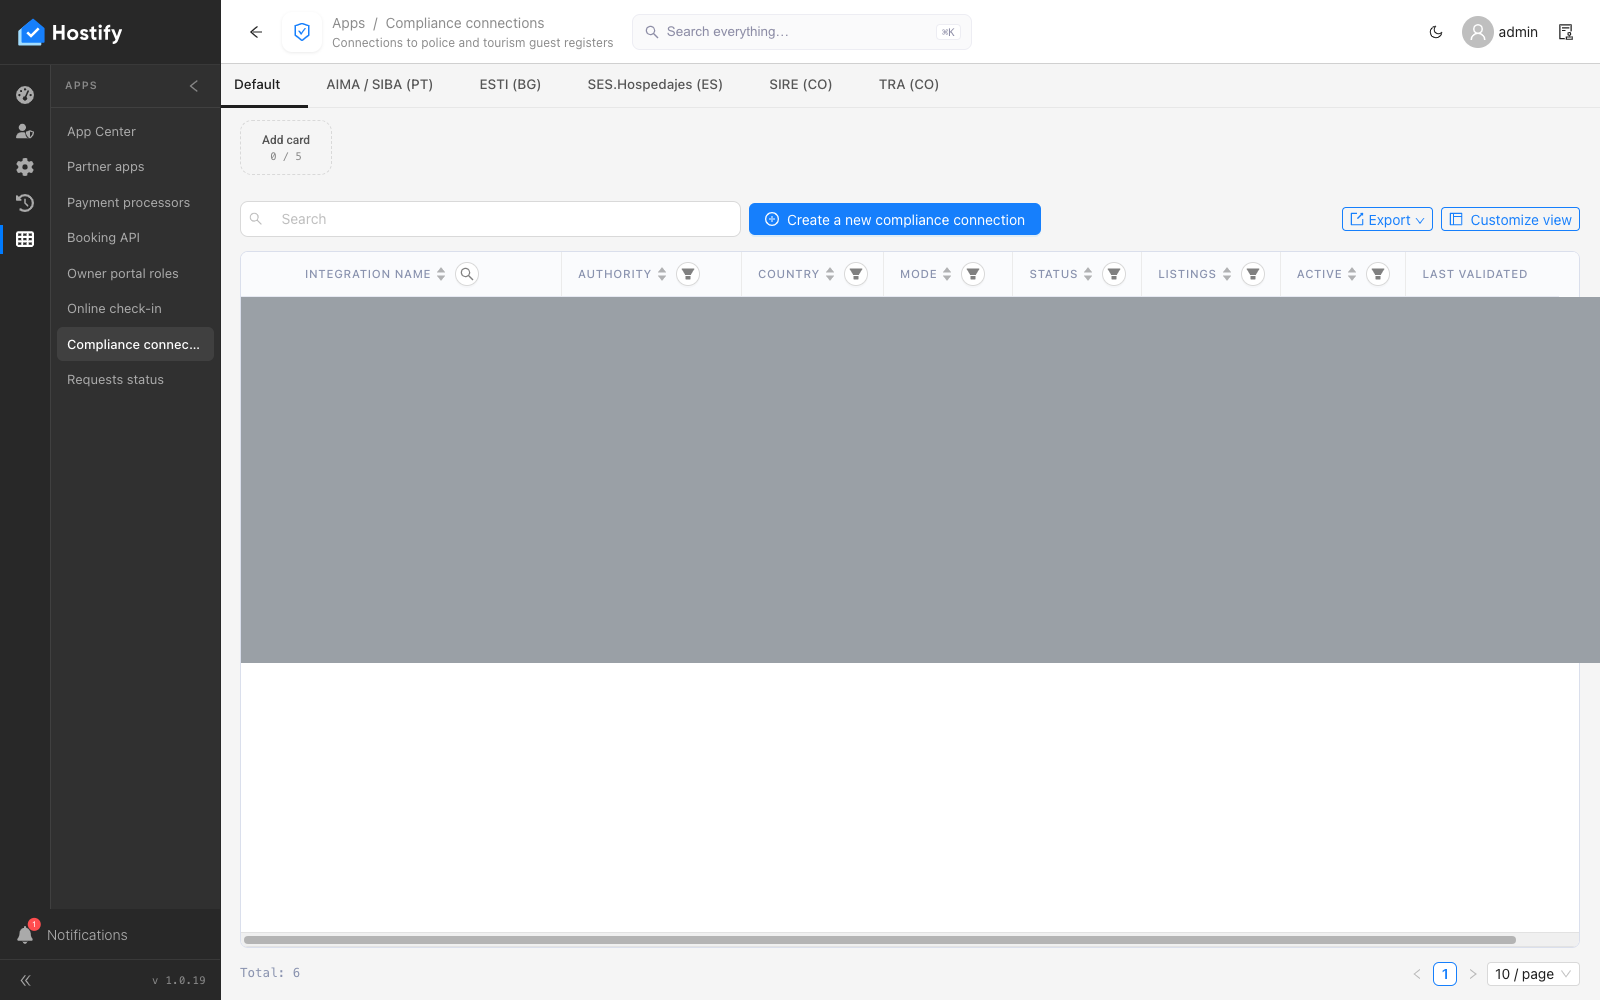 Hostify
APPS
App Center
Partner apps
Payment processors
Booking API
Owner portal roles
Online check-in
Compliance connec...
Requests status
1
Notifications
v 1.0.19
Apps / Compliance connections
Connections to police and tourism guest registers
Search everything...
⌘K
admin
Default
AIMA / SIBA (PT)
ESTI (BG)
SES.Hospedajes (ES)
SIRE (CO)
TRA (CO)
Add card
0 / 5
Search
Create a new compliance connection
Export
Customize view
INTEGRATION NAME
AUTHORITY
COUNTRY
MODE
STATUS
LISTINGS
ACTIVE
LAST VALIDATED
Total: 6
1
10 / page